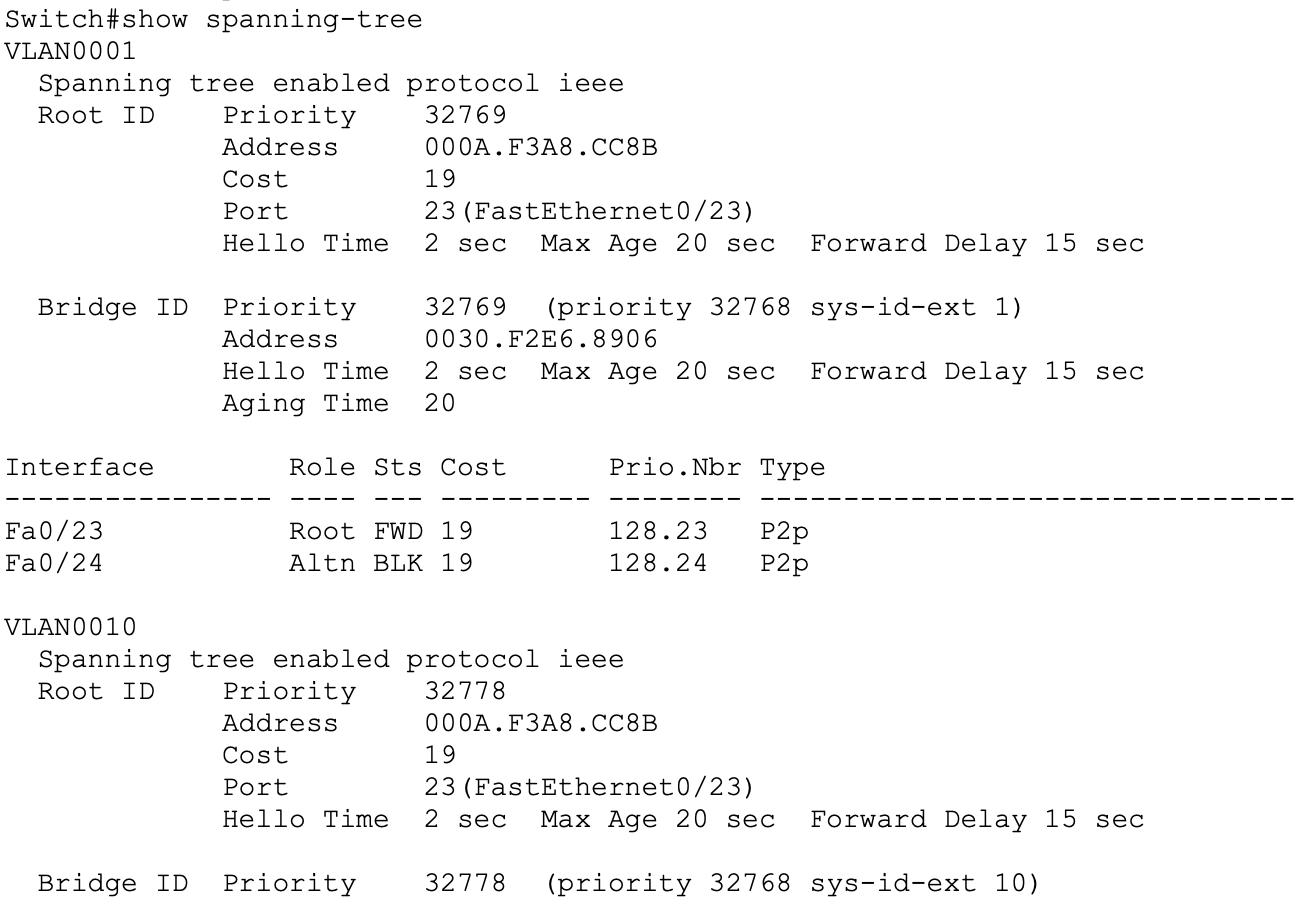 Switch#show spanning-tree
VLAN0001
  Spanning tree enabled protocol ieee
  Root ID    Priority    32769
             Address     000A.F3A8.CC8B
             Cost        19
             Port        23(FastEthernet0/23)
             Hello Time  2 sec  Max Age 20 sec  Forward Delay 15 sec

  Bridge ID  Priority    32769  (priority 32768 sys-id-ext 1)
             Address     0030.F2E6.8906
             Hello Time  2 sec  Max Age 20 sec  Forward Delay 15 sec
             Aging Time  20

Interface        Role Sts Cost      Prio.Nbr Type
---------------- ---- --- --------- -------- --------------------------------
Fa0/23           Root FWD 19        128.23   P2p
Fa0/24           Altn BLK 19        128.24   P2p

VLAN0010
  Spanning tree enabled protocol ieee
  Root ID    Priority    32778
             Address     000A.F3A8.CC8B
             Cost        19
             Port        23(FastEthernet0/23)
             Hello Time  2 sec  Max Age 20 sec  Forward Delay 15 sec

  Bridge ID  Priority    32778  (priority 32768 sys-id-ext 10)